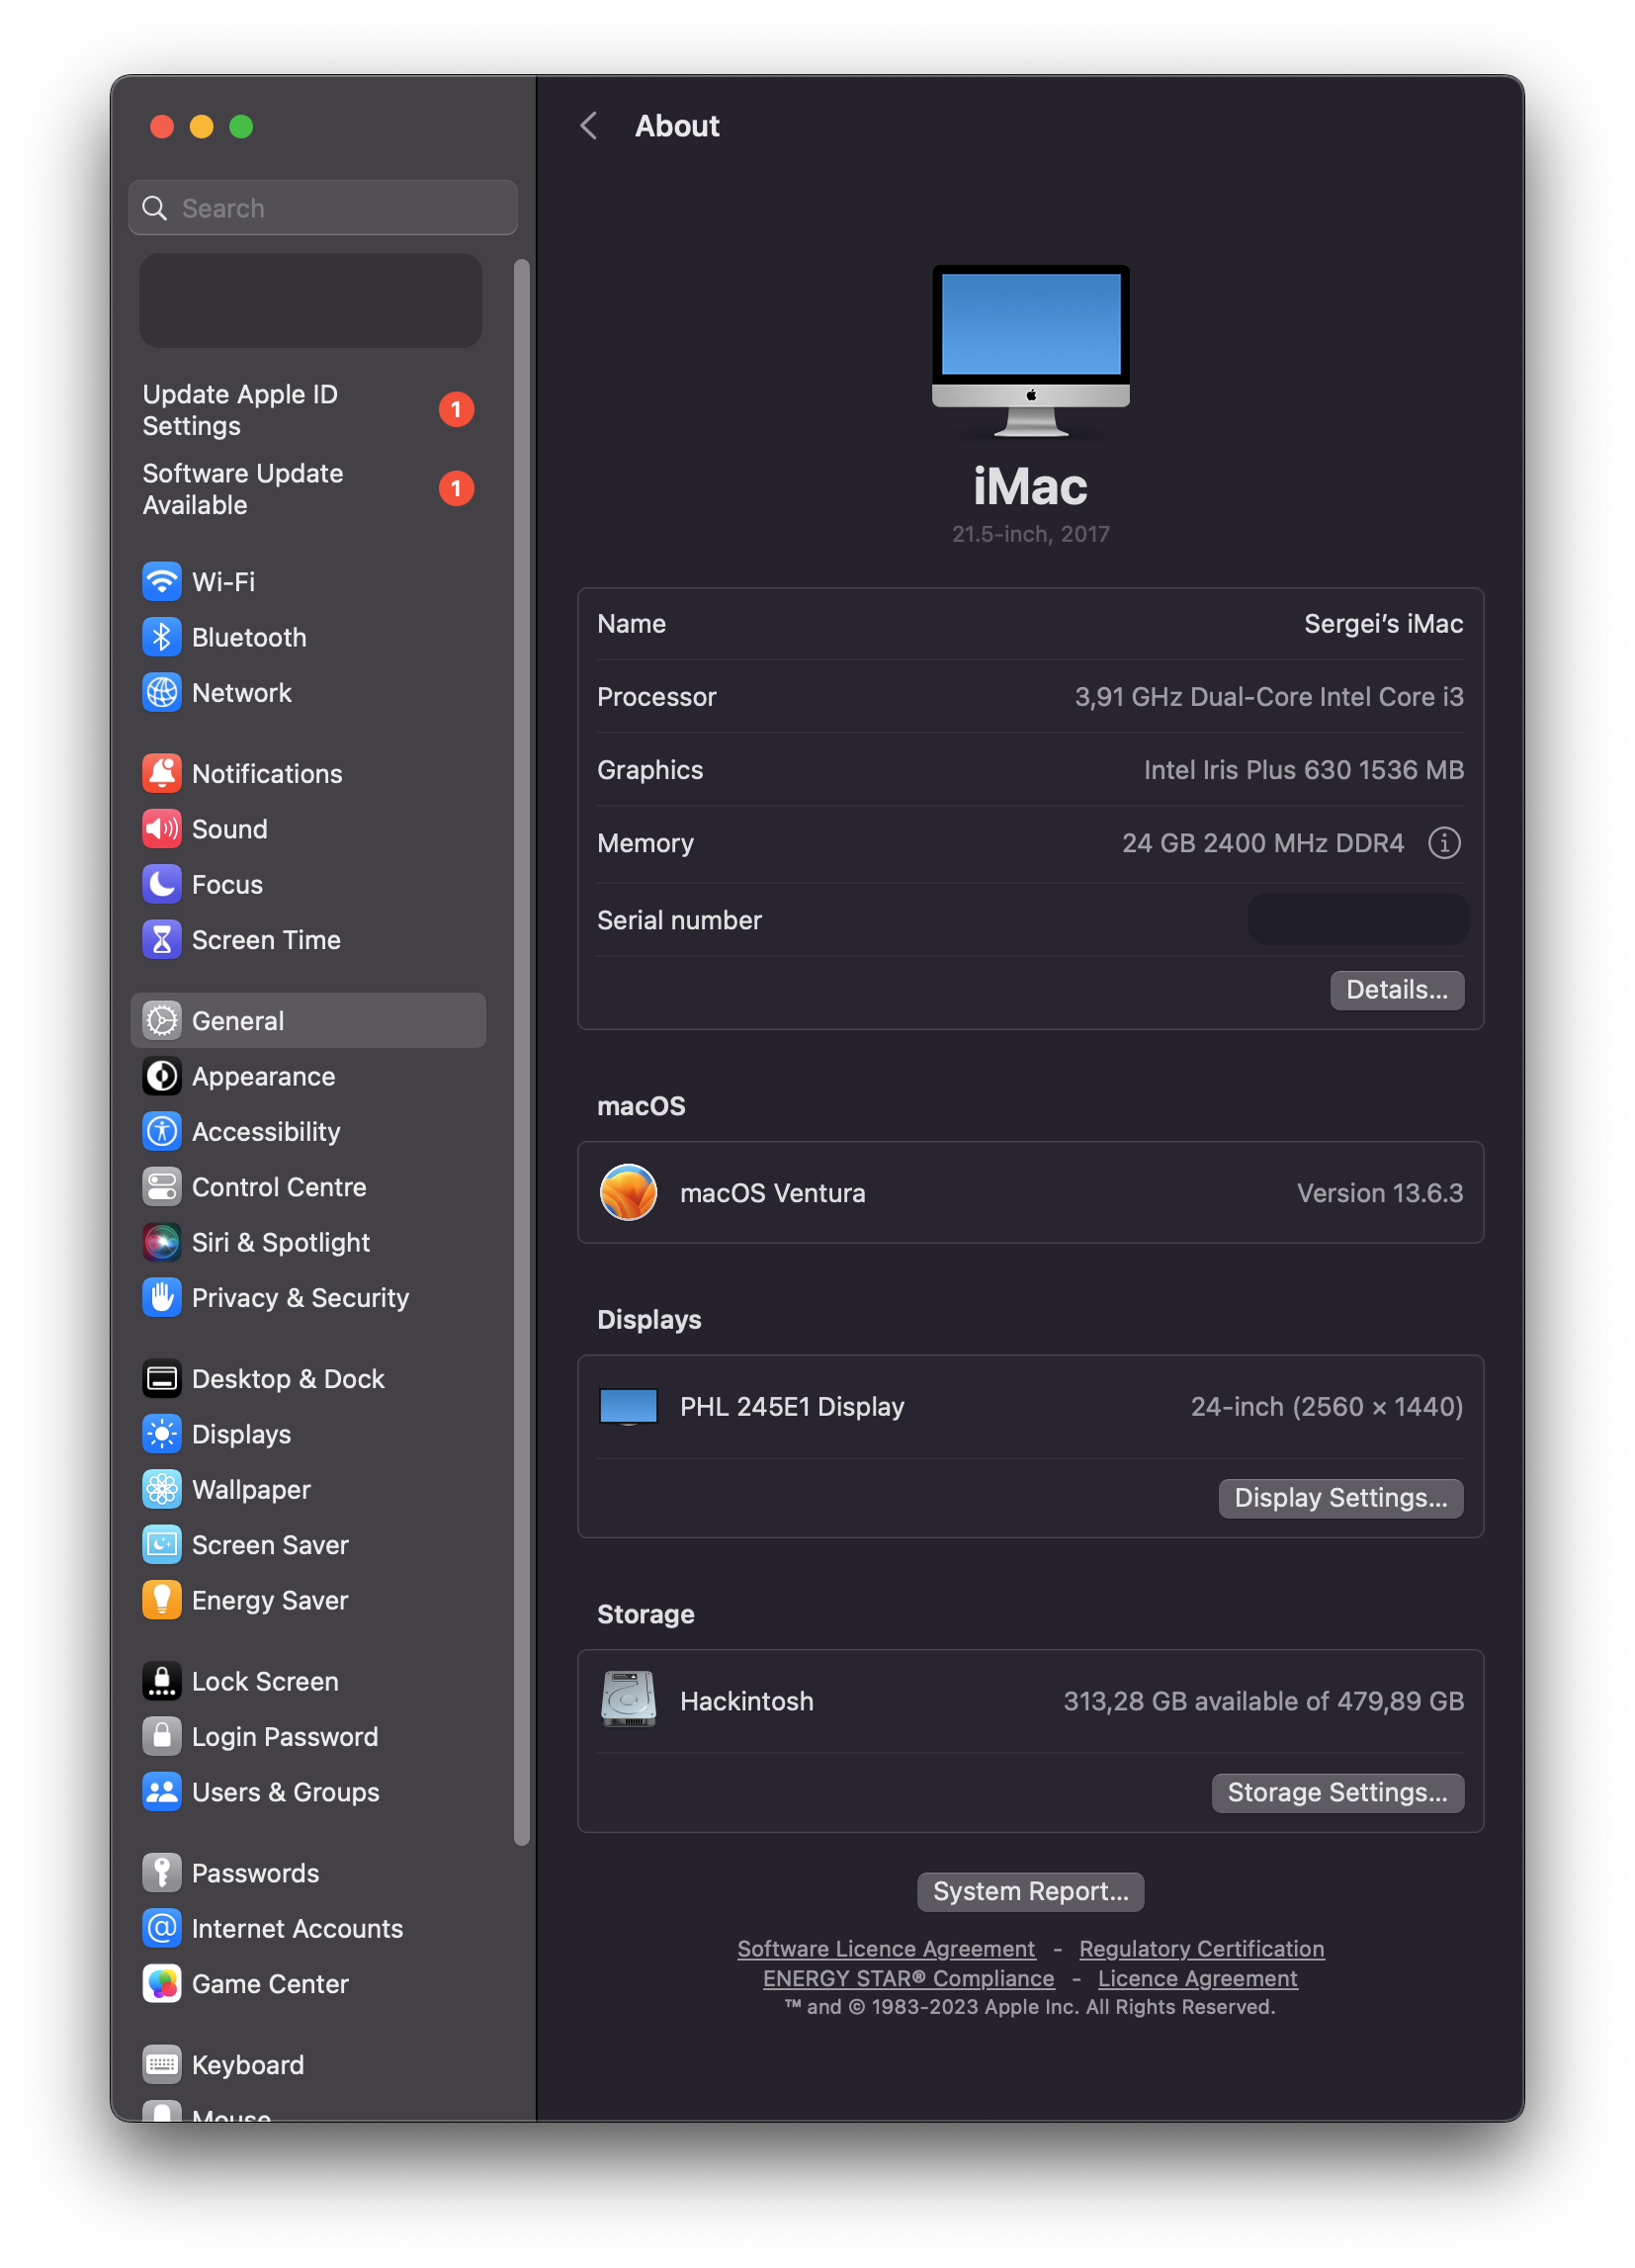 About
Search
Update Apple ID
Settings
1
Software Update
Available
1
Wi-Fi
Bluetooth
Network
Notifications
Sound
Focus
Screen Time
General
Appearance
Accessibility
Control Centre
Siri & Spotlight
Privacy & Security
Desktop & Dock
Displays
Wallpaper
Screen Saver
Energy Saver
Lock Screen
Login Password
Users & Groups
Passwords
Internet Accounts
Game Center
Keyboard
Mouse
iMac
21.5-inch, 2017
Name Sergei’s iMac
Processor 3,91 GHz Dual-Core Intel Core i3
Graphics Intel Iris Plus 630 1536 MB
Memory 24 GB 2400 MHz DDR4
Serial number
Details...
macOS
macOS Ventura Version 13.6.3
Displays
PHL 245E1 Display 24-inch (2560 × 1440)
Display Settings...
Storage
Hackintosh 313,28 GB available of 479,89 GB
Storage Settings...
System Report...
Software Licence Agreement - Regulatory Certification
ENERGY STAR® Compliance - Licence Agreement
™ and © 1983-2023 Apple Inc. All Rights Reserved.